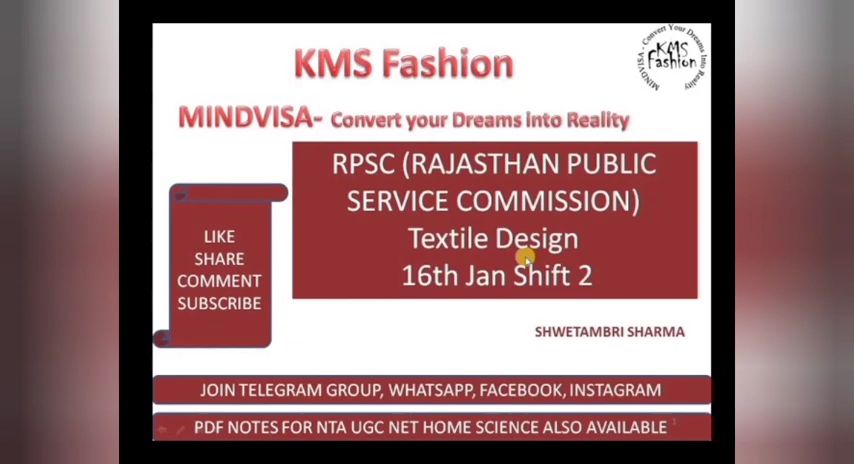 KMS Fashion
MINDVISA - Convert Your Dreams Into Reality
KMS
Fashion
MINDVISA- Convert your Dreams into Reality
RPSC (RAJASTHAN PUBLIC
SERVICE COMMISSION)
Textile Design
16th Jan Shift 2
LIKE
SHARE
COMMENT
SUBSCRIBE
SHWETAMBRI SHARMA
JOIN TELEGRAM GROUP, WHATSAPP, FACEBOOK, INSTAGRAM
PDF NOTES FOR NTA UGC NET HOME SCIENCE ALSO AVAILABLE
1